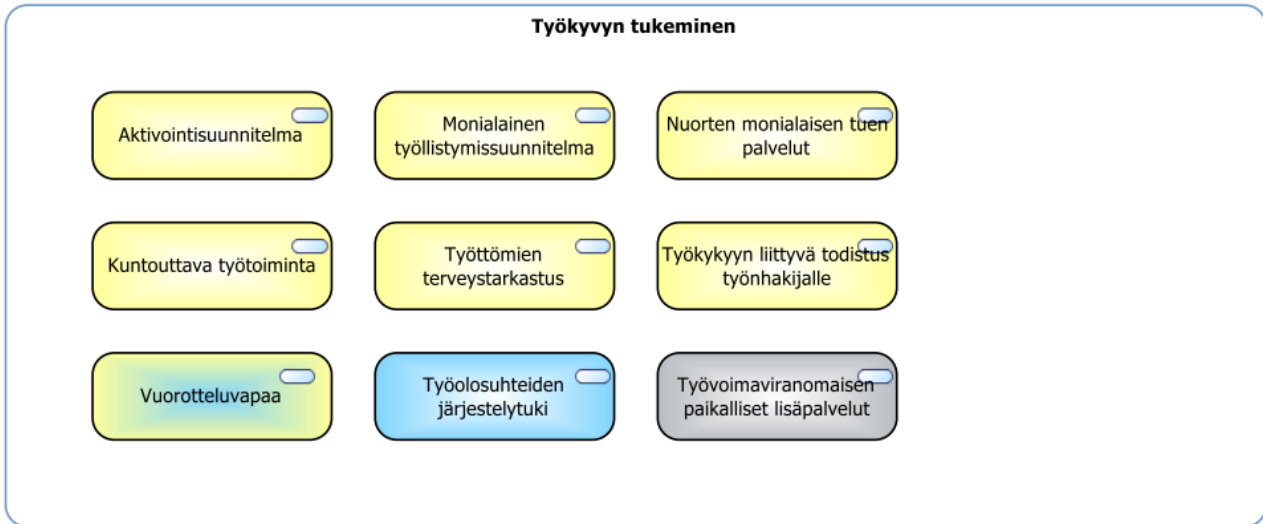 Työkyvyn tukeminen
Aktivointisuunnitelma
Monialainen
työllistymissuunnitelma
Nuorten monialaisen tuen
palvelut
Kuntouttava työtoiminta
Työttömien
terveystarkastus
Työkykyyn liittyvä todistus
työnhakijalle
Vuorotteluvapaa
Työolosuhteiden
järjestelytuki
Työvoimaviranomaisen
paikalliset lisäpalvelut